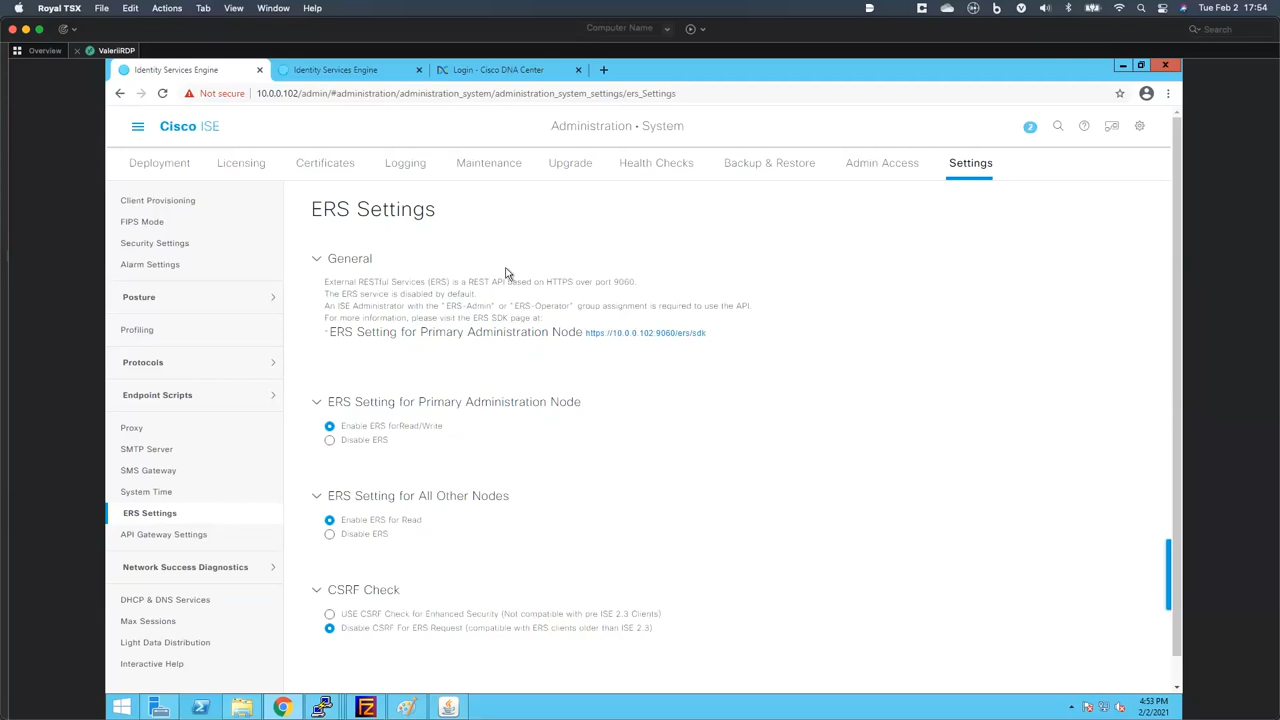 Royal TSX File Edit Actions Tab View Window Help Tue Feb 2 17:54
Computer Name Search
Overview ValeriiRDP
Identity Services Engine Identity Services Engine Login - Cisco DNA Center
Not secure 10.0.0.102/admin/#administration/administration_system/administration_system_settings/ers_Settings
Cisco ISE Administration • System 2
Deployment Licensing Certificates Logging Maintenance Upgrade Health Checks Backup & Restore Admin Access Settings
Client Provisioning
FIPS Mode
Security Settings
Alarm Settings
Posture
Profiling
Protocols
Endpoint Scripts
Proxy
SMTP Server
SMS Gateway
System Time
ERS Settings
API Gateway Settings
Network Success Diagnostics
DHCP & DNS Services
Max Sessions
Light Data Distribution
Interactive Help
ERS Settings
General
External RESTful Services (ERS) is a REST API based on HTTPS over port 9060.
The ERS service is disabled by default.
An ISE Administrator with the "ERS-Admin" or "ERS-Operator" group assignment is required to use the API.
For more information, please visit the ERS SDK page at:
ERS Setting for Primary Administration Node https://10.0.0.102:9060/ers/sdk
ERS Setting for Primary Administration Node
Enable ERS forRead/Write
Disable ERS
ERS Setting for All Other Nodes
Enable ERS for Read
Disable ERS
CSRF Check
USE CSRF Check for Enhanced Security (Not compatible with pre ISE 2.3 Clients)
Disable CSRF For ERS Request (compatible with ERS clients older than ISE 2.3)
4:53 PM
2/2/2021